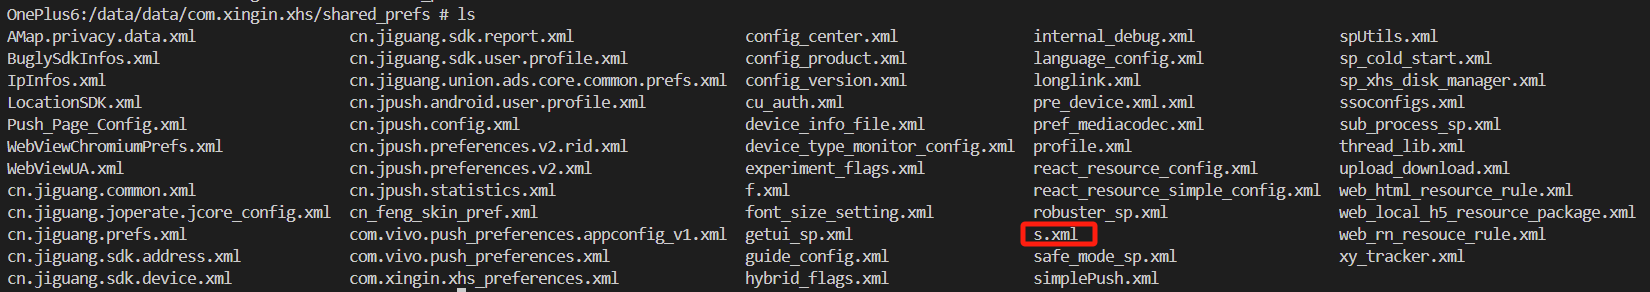 OnePlus6:/data/data/com.xingin.xhs/shared_prefs # ls
AMap.privacy.data.xml cn.jiguang.sdk.report.xml config_center.xml internal_debug.xml spUtils.xml
BuglySdkInfos.xml cn.jiguang.sdk.user.profile.xml config_product.xml language_config.xml sp_cold_start.xml
IpInfos.xml cn.jiguang.union.ads.core.common.prefs.xml config_version.xml longlink.xml sp_xhs_disk_manager.xml
LocationSDK.xml cn.jpush.android.user.profile.xml cu_auth.xml pre_device.xml.xml ssoconfigs.xml
Push_Page_Config.xml cn.jpush.config.xml device_info_file.xml pref_mediacodec.xml sub_process_sp.xml
WebViewChromiumPrefs.xml cn.jpush.preferences.v2.rid.xml device_type_monitor_config.xml profile.xml thread_lib.xml
WebViewUA.xml cn.jpush.preferences.v2.xml experiment_flags.xml react_resource_config.xml upload_download.xml
cn.jiguang.common.xml cn.jpush.statistics.xml f.xml react_resource_simple_config.xml web_html_resource_rule.xml
cn.jiguang.joperate.jcore_config.xml cn_feng_skin_pref.xml font_size_setting.xml robuster_sp.xml web_local_h5_resource_package.xml
cn.jiguang.prefs.xml com.vivo.push_preferences.appconfig_v1.xml getui_sp.xml s.xml web_rn_resouce_rule.xml
cn.jiguang.sdk.address.xml com.vivo.push_preferences.xml guide_config.xml safe_mode_sp.xml xy_tracker.xml
cn.jiguang.sdk.device.xml com.xingin.xhs_preferences.xml hybrid_flags.xml simplePush.xml